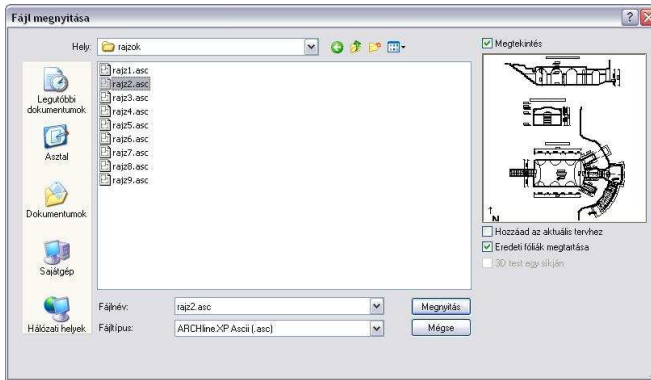 Fájl megnyitása
Hely:
rajzok
Megtekintés
Legutóbbi
dokumentumok
Asztal
Dokumentumok
Sajátgép
Hálózati helyek
rajz1.asc
rajz2.asc
rajz3.asc
rajz4.asc
rajz5.asc
rajz6.asc
rajz7.asc
rajz8.asc
rajz9.asc
N
Hozzáad az aktuális tervhez
Eredeti fóliák megtartása
3D test egy síkján
Fájlnév:
rajz2.asc
Megnyitás
Fájltípus:
ARCHline.XP Ascii (.asc)
Mégse